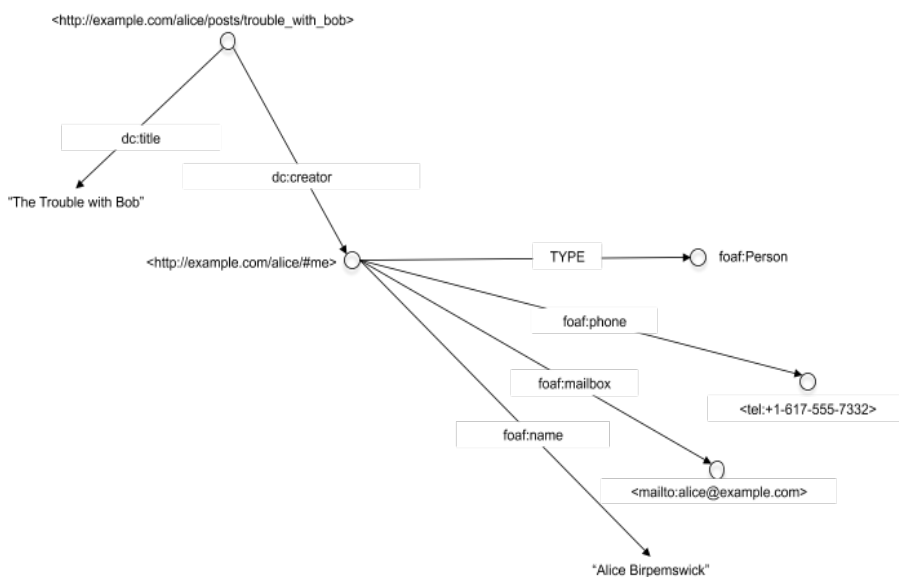 <http://example.com/alice/posts/trouble_with_bob>
dc:title
dc:creator
“The Trouble with Bob”
<http://example.com/alice/#me>
TYPE
foaf:Person
foaf:phone
foaf:mailbox
<tel:+1-617-555-7332>
foaf:name
<mailto:alice@example.com>
“Alice Birpemswick”